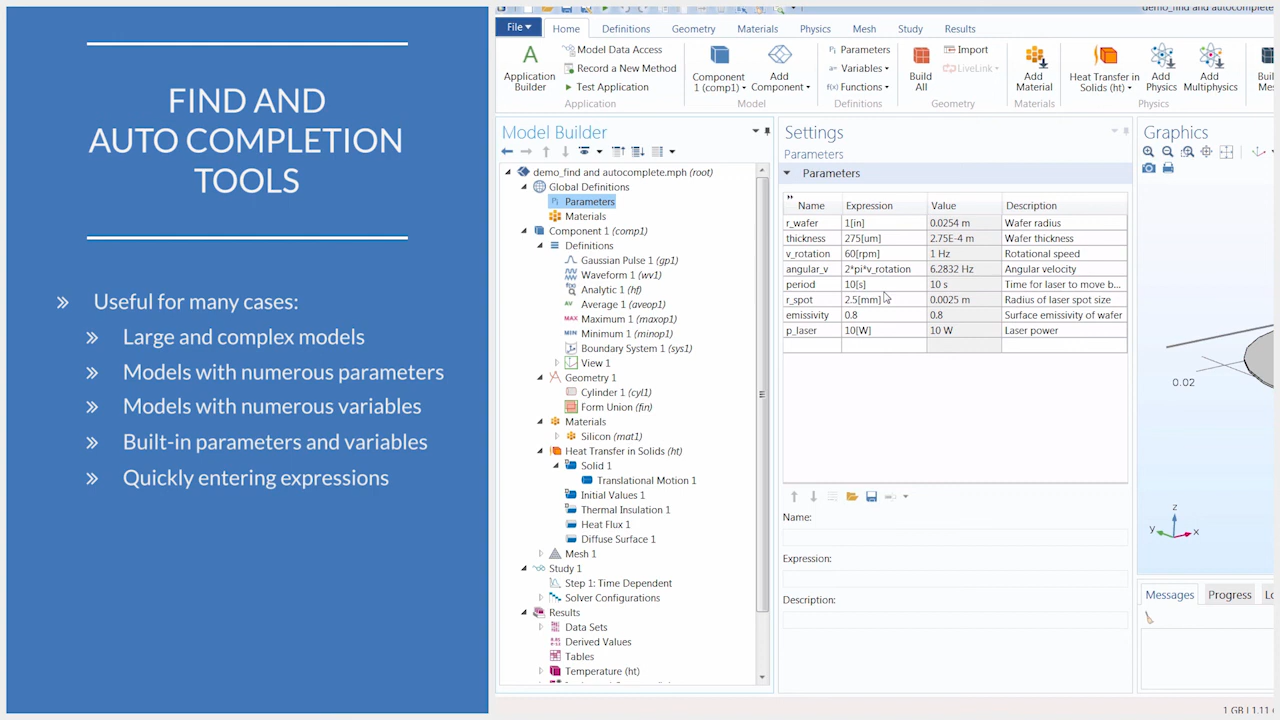 FIND AND
AUTO COMPLETION
TOOLS
Useful for many cases:
Large and complex models
Models with numerous parameters
Models with numerous variables
Built-in parameters and variables
Quickly entering expressions
demo_find and autocomplete
File
Home
Definitions
Geometry
Materials
Physics
Mesh
Study
Results
Application
Builder
Model Data Access
Record a New Method
Test Application
Application
Component
1 (comp1)
Add
Component
Model
Parameters
Variables
Functions
Definitions
Build
All
Import
LiveLink
Geometry
Add
Material
Materials
Heat Transfer in
Solids (ht)
Add
Physics
Add
Multiphysics
Physics
Model Builder
demo_find and autocomplete.mph (root)
Global Definitions
Parameters
Materials
Component 1 (comp1)
Definitions
Gaussian Pulse 1 (gp1)
Waveform 1 (wv1)
Analytic 1 (hf)
Average 1 (aveop1)
Maximum 1 (maxop1)
Minimum 1 (minop1)
Boundary System 1 (sys1)
View 1
Geometry 1
Cylinder 1 (cyl1)
Form Union (fin)
Materials
Silicon (mat1)
Heat Transfer in Solids (ht)
Solid 1
Translational Motion 1
Initial Values 1
Thermal Insulation 1
Heat Flux 1
Diffuse Surface 1
Mesh 1
Study 1
Step 1: Time Dependent
Solver Configurations
Results
Data Sets
Derived Values
Tables
Temperature (ht)
Settings
Parameters
Parameters
Name Expression Value Description
r_wafer 1[in] 0.0254 m Wafer radius
thickness 275[um] 2.75E-4 m Wafer thickness
v_rotation 60[rpm] 1 Hz Rotational speed
angular_v 2*pi*v_rotation 6.2832 Hz Angular velocity
period 10[s] 10 s Time for laser to move b...
r_spot 2.5[mm] 0.0025 m Radius of laser spot size
emissivity 0.8 0.8 Surface emissivity of wafer
p_laser 10[W] 10 W Laser power
Name:
Expression:
Description:
Graphics
0.02
z
y
x
Messages
Progress
1 GB | 1.11